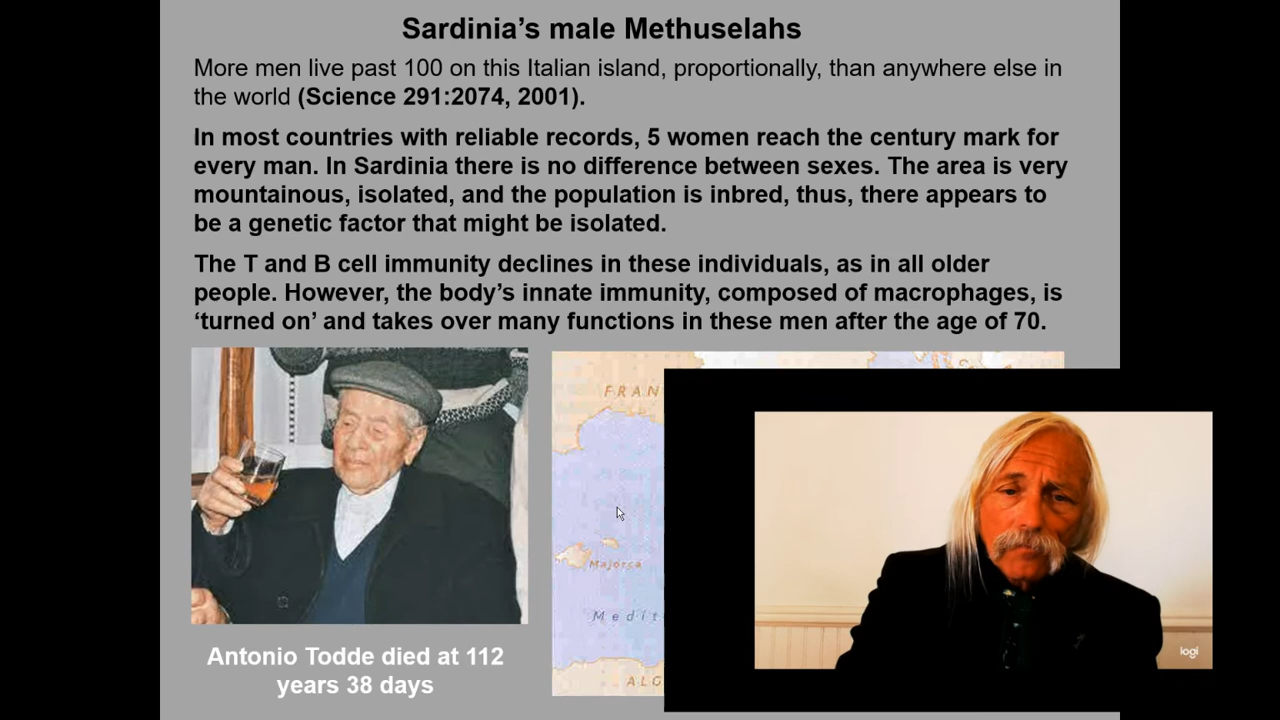 Sardinia’s male Methuselahs
More men live past 100 on this Italian island, proportionally, than anywhere else in
the world (Science 291:2074, 2001).
In most countries with reliable records, 5 women reach the century mark for
every man. In Sardinia there is no difference between sexes. The area is very
mountainous, isolated, and the population is inbred, thus, there appears to
be a genetic factor that might be isolated.
The T and B cell immunity declines in these individuals, as in all older
people. However, the body’s innate immunity, composed of macrophages, is
‘turned on’ and takes over many functions in these men after the age of 70.
FRAN
Majorca
Medit
ALG
logi
Antonio Todde died at 112
years 38 days